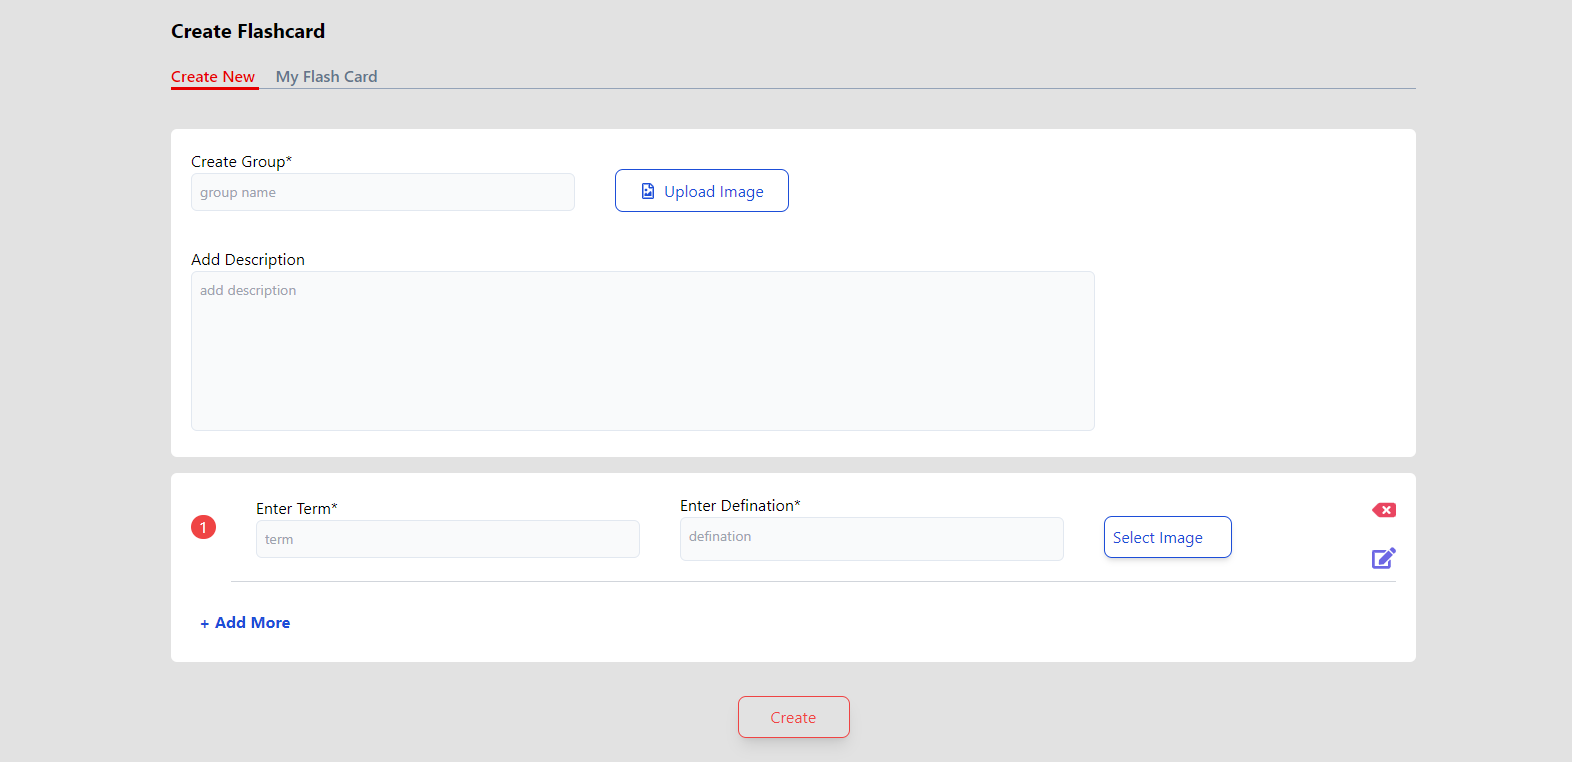 Create Flashcard
Create New My Flash Card
Create Group*
group name
Upload Image
Add Description
add description
Enter Term* Enter Defination*
1 term defination Select Image
+ Add More
Create